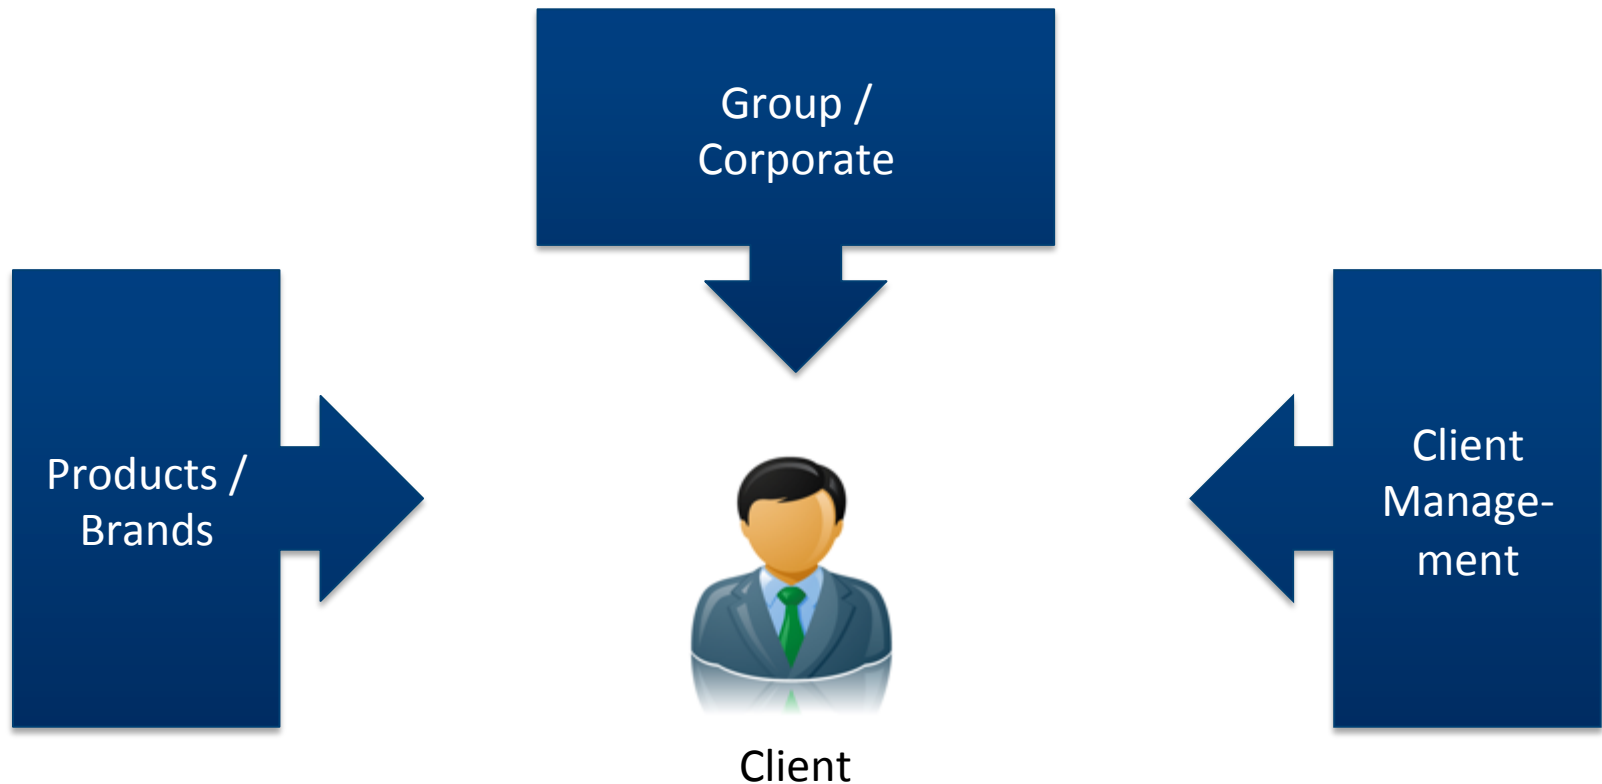 Group /
Corporate
Products /
Brands
Client
Manage-
ment
Client